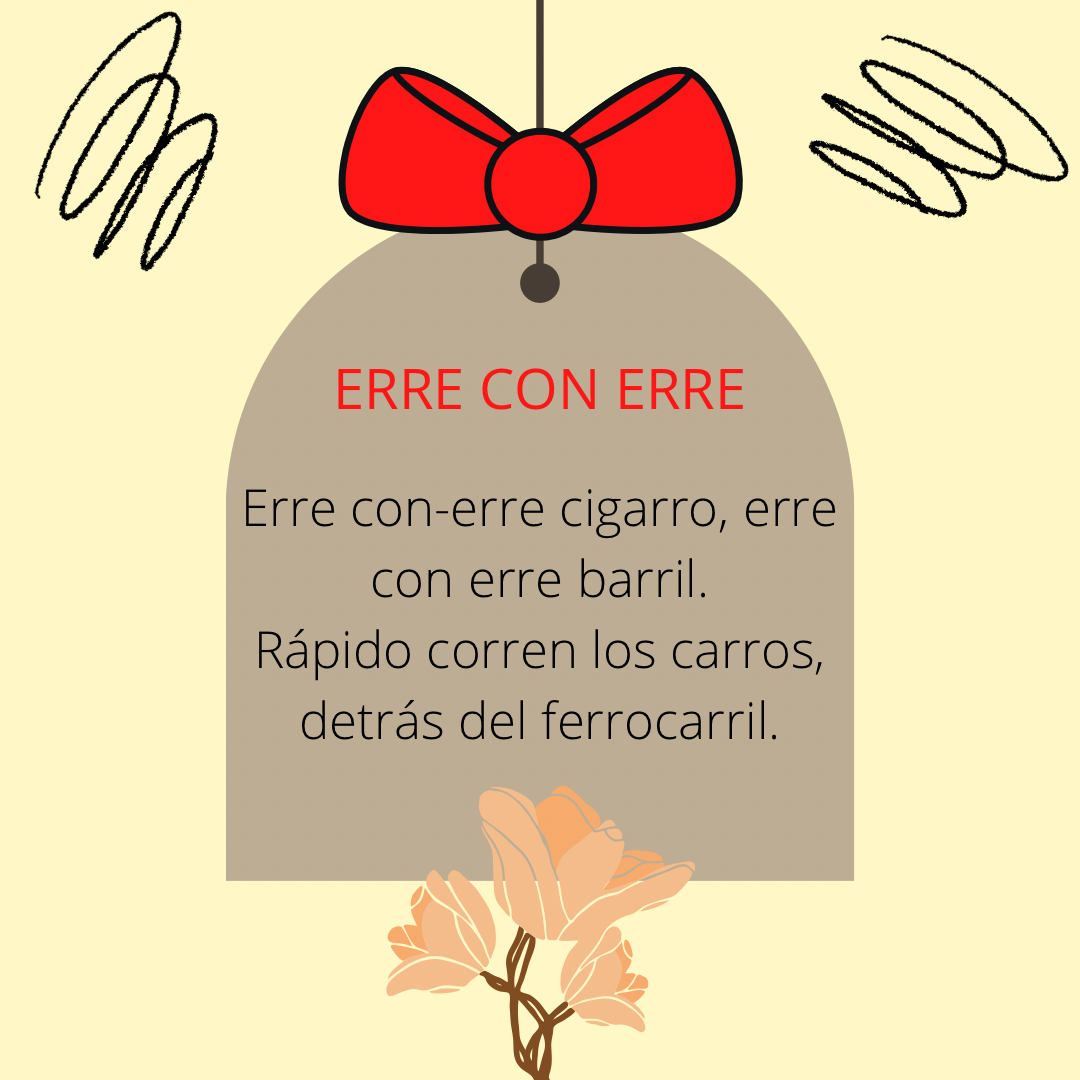 ERRE CON ERRE
Erre con-erre cigarro, erre
con erre barril.
Rápido corren los carros,
detrás del ferrocarril.